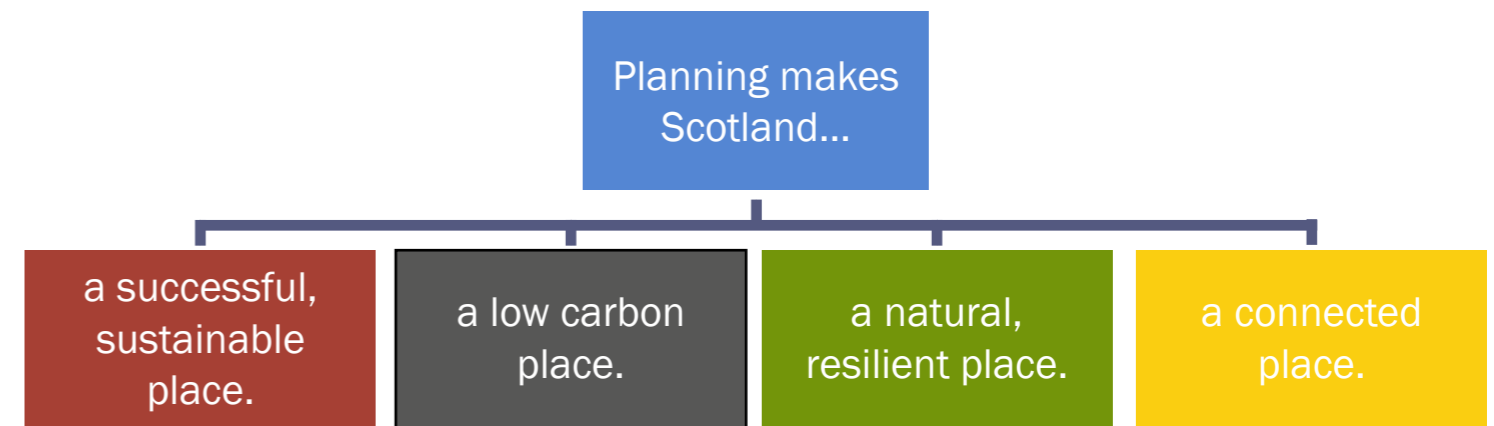 Planning makes
Scotland...
a successful,
sustainable
place.
a low carbon
place.
a natural,
resilient place.
a connected
place.